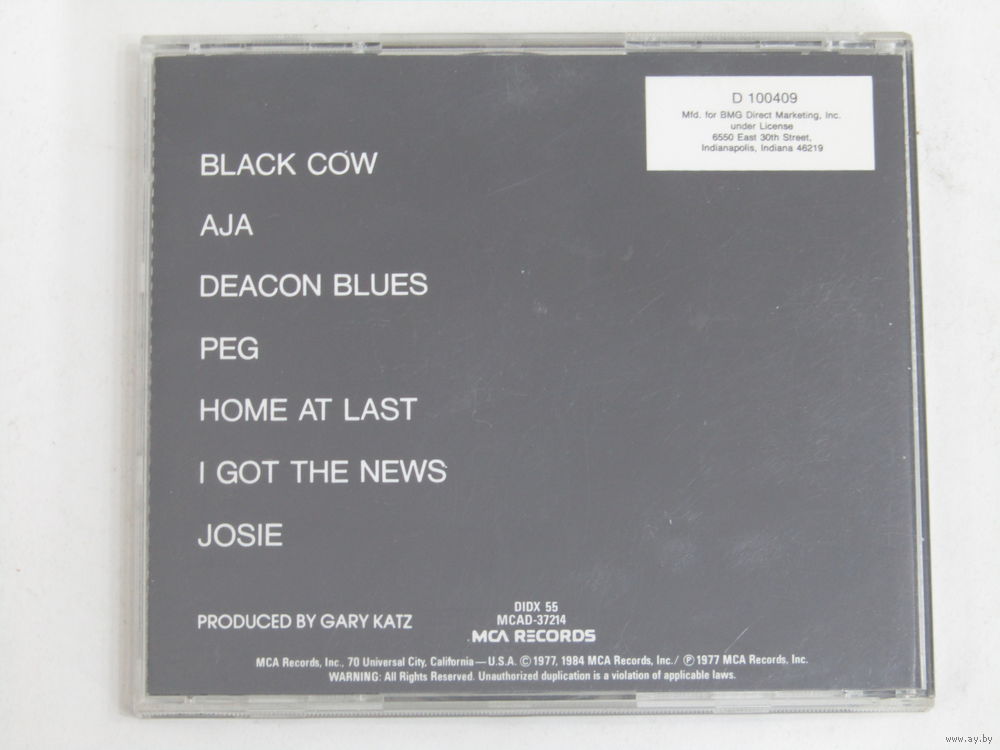 D 100409
Mfd. for BMG Direct Marketing, Inc.
under License
6550 East 30th Street,
Indianapolis, Indiana 46219
BLACK COW
AJA
DEACON BLUES
PEG
HOME AT LAST
I GOT THE NEWS
JOSIE
PRODUCED BY GARY KATZ
DIDX 55
MCAD-37214
MCA RECORDS
MCA Records, Inc., 70 Universal City, California—U.S.A. ©1977, 1984 MCA Records, Inc./ ℗1977 MCA Records, Inc.
WARNING: All Rights Reserved. Unauthorized duplication is a violation of applicable laws.
www.ay.by